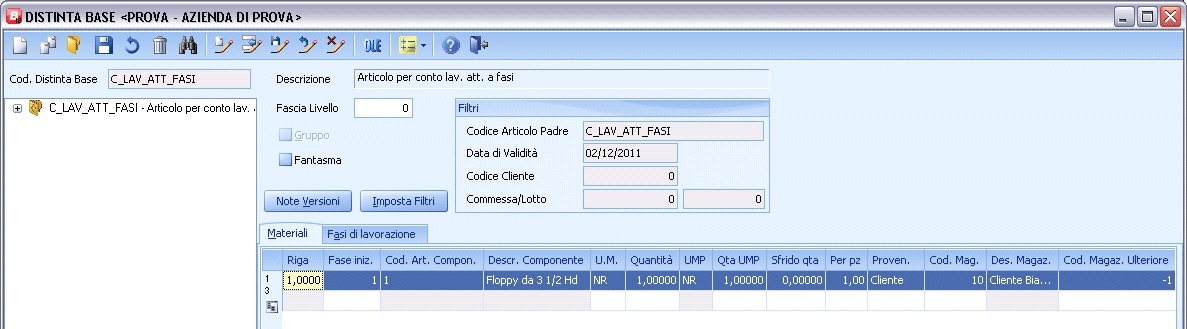 DISTINTA BASE <PROVA - AZIENDA DI PROVA>
OLE
Cod. Distinta Base C_LAV_ATT_FASI Descrizione Articolo per conto lav. att. a fasi
C_LAV_ATT_FASI - Articolo per conto lav.
Fascia Livello 0
Gruppo
Fantasma
Filtri
Codice Articolo Padre C_LAV_ATT_FASI
Data di Validità 02/12/2011
Codice Cliente 0
Commessa/Lotto 0 0
Note Versioni Imposta Filtri
Materiali Fasi di lavorazione
Riga Fase iniz. Cod. Art. Compon. Descr. Componente U.M. Quantità UMP Qta UMP Sfrido qta Per pz Proven. Cod. Mag. Des. Magaz. Cod. Magaz. Ulteriore
1 1,0000 1 1 Floppy da 3 1/2 Hd NR 1,00000 NR 1,00000 0,00000 1,00 Cliente 10 Cliente Bia... -1
3